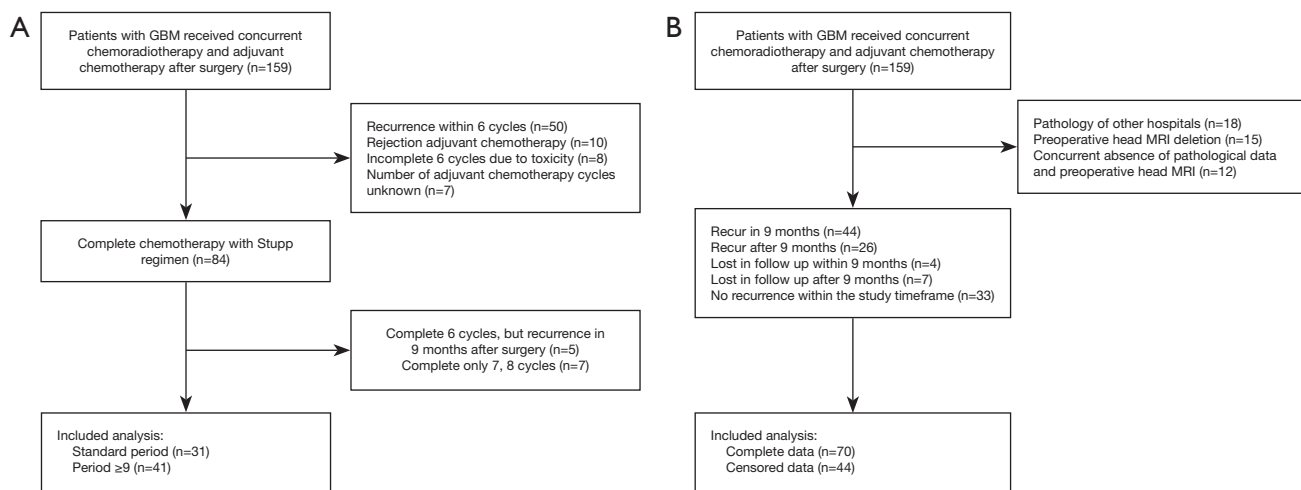 A
Patients with GBM received concurrent
chemoradiotherapy and adjuvant
chemotherapy after surgery (n=159)
Recurrence within 6 cycles (n=50)
Rejection adjuvant chemotherapy (n=10)
Incomplete 6 cycles due to toxicity (n=8)
Number of adjuvant chemotherapy cycles
unknown (n=7)
Complete chemotherapy with Stupp
regimen (n=84)
Complete 6 cycles, but recurrence in
9 months after surgery (n=5)
Complete only 7, 8 cycles (n=7)
Included analysis:
Standard period (n=31)
Period ≥9 (n=41)
B
Patients with GBM received concurrent
chemoradiotherapy and adjuvant chemotherapy
after surgery (n=159)
Pathology of other hospitals (n=18)
Preoperative head MRI deletion (n=15)
Concurrent absence of pathological data
and preoperative head MRI (n=12)
Recur in 9 months (n=44)
Recur after 9 months (n=26)
Lost in follow up within 9 months (n=4)
Lost in follow up after 9 months (n=7)
No recurrence within the study timeframe (n=33)
Included analysis:
Complete data (n=70)
Censored data (n=44)